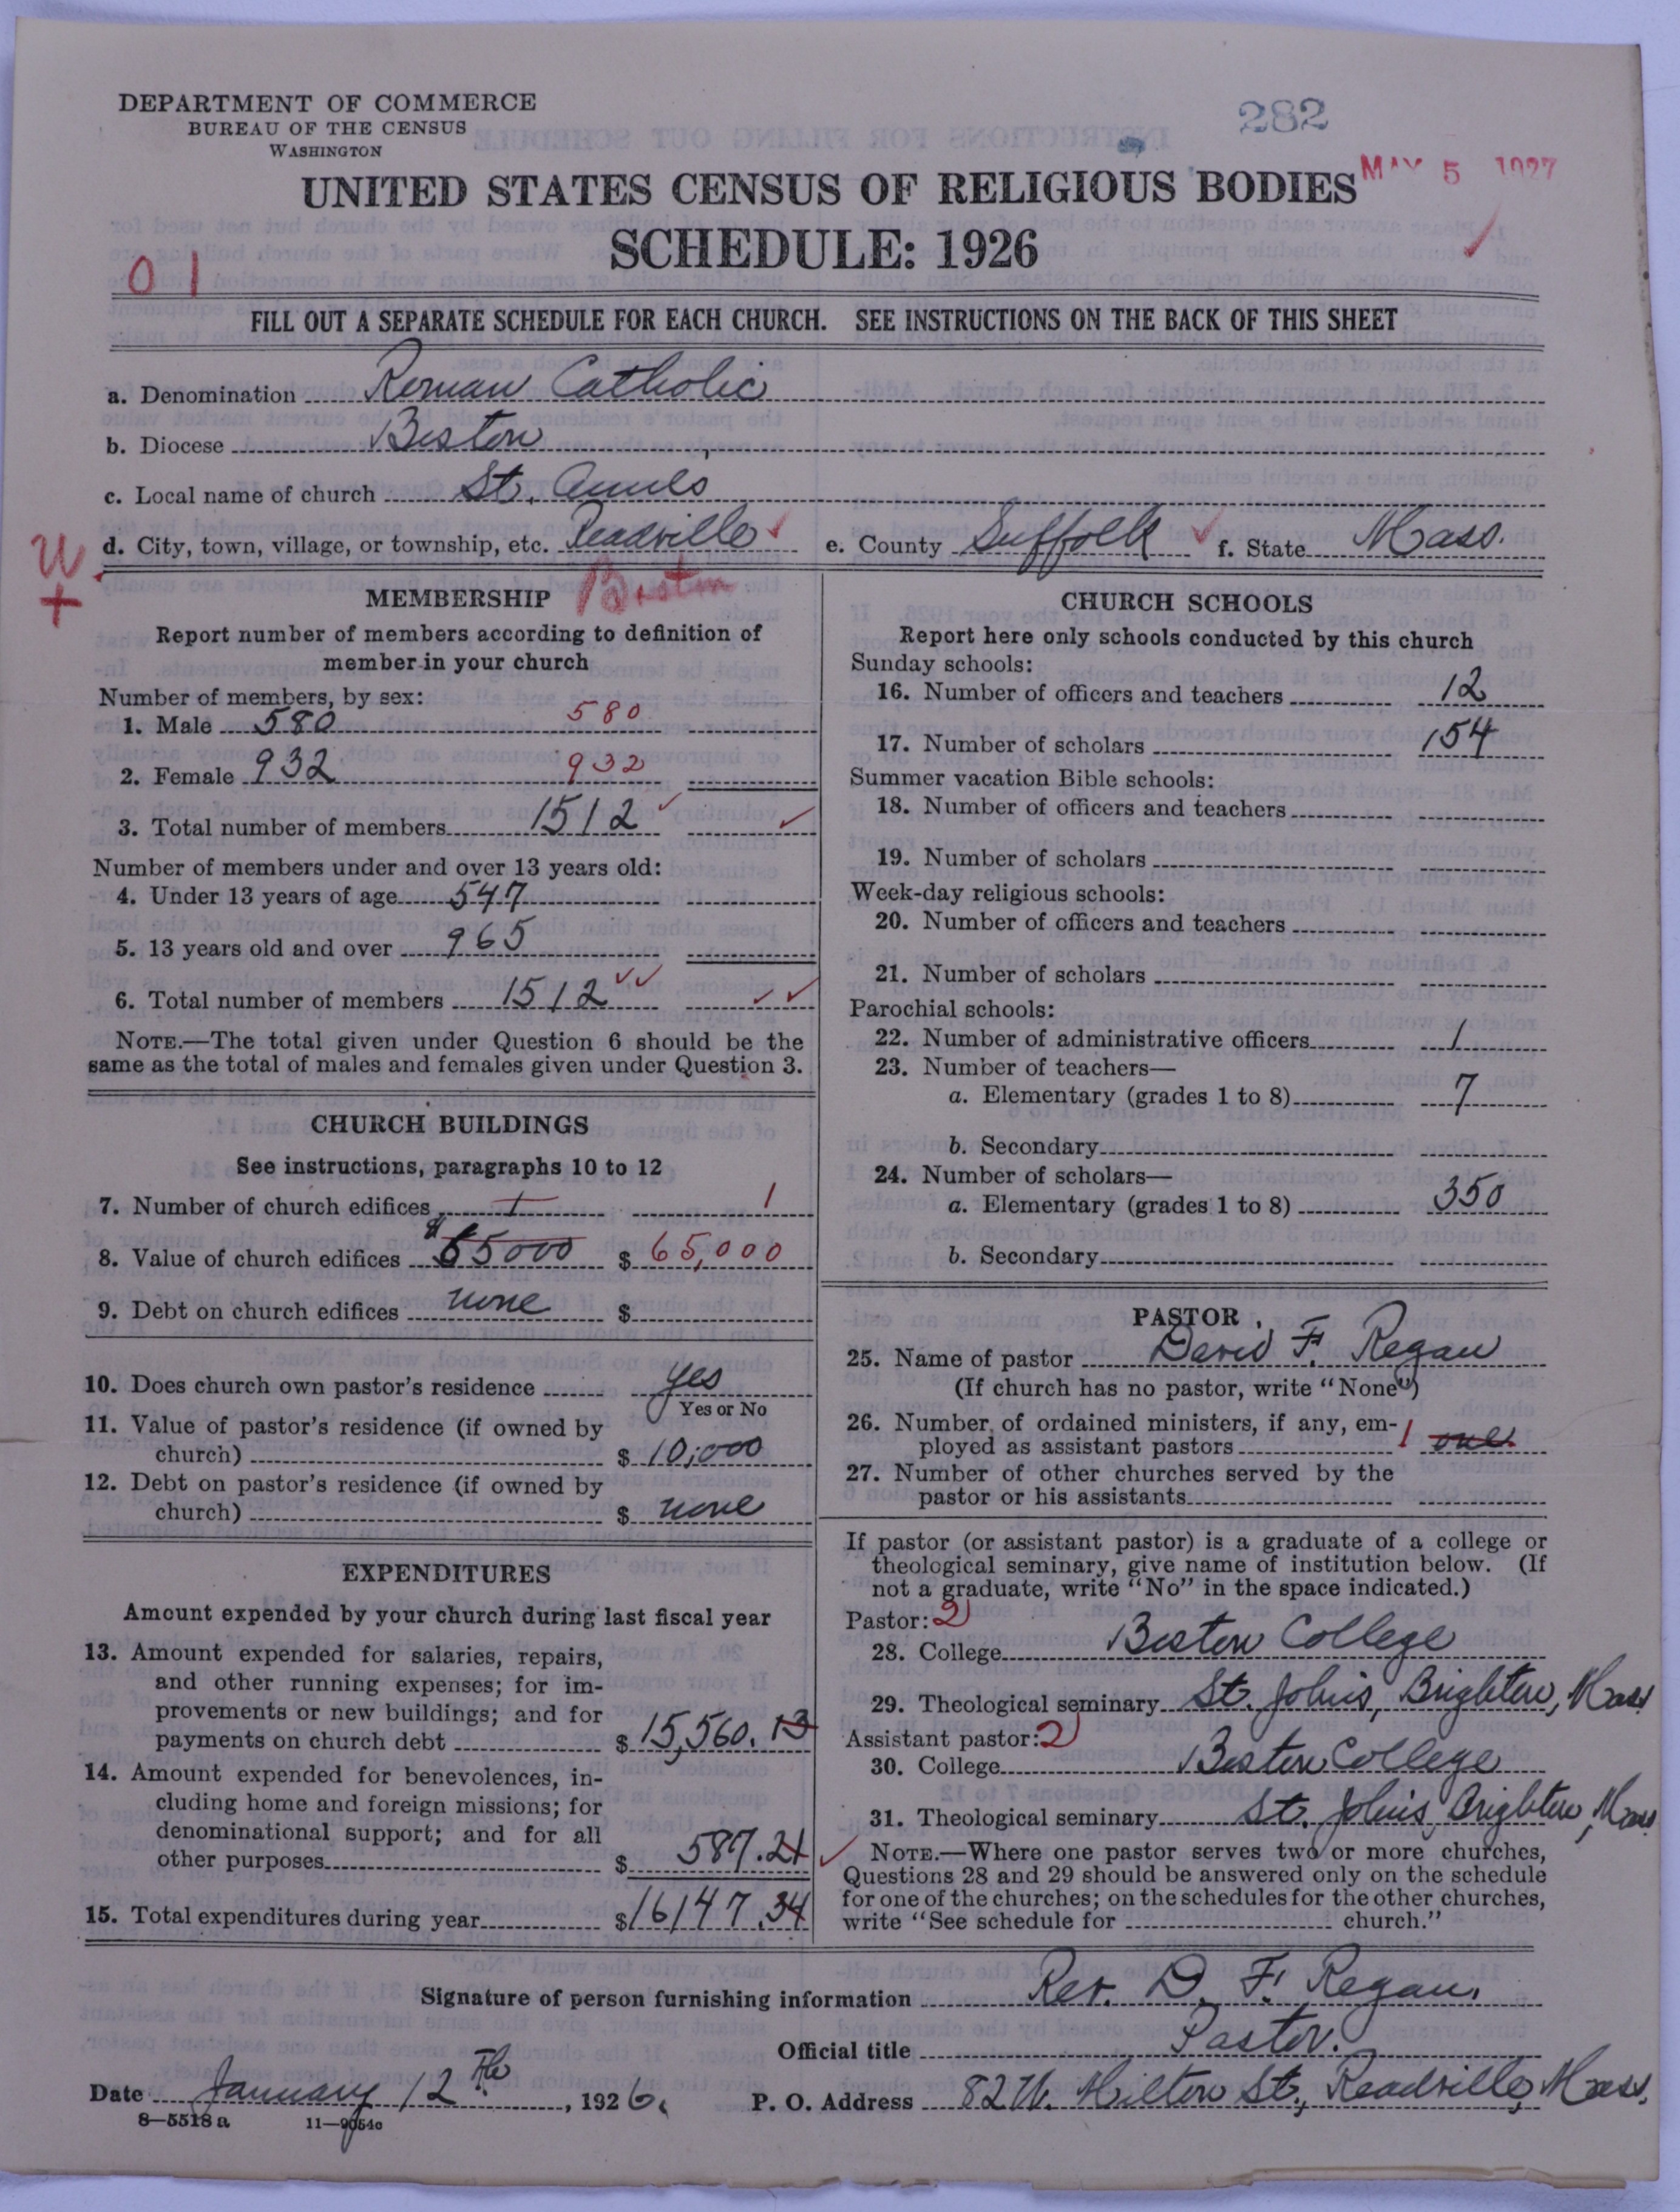 DEPARTMENT OF COMMERCE
BUREAU OF THE CENSUS
WASHINGTON
282
UNITED STATES CENSUS OF RELIGIOUS BODIES
MAY 5 1927
SCHEDULE: 1926
01
FILL OUT A SEPARATE SCHEDULE FOR EACH CHURCH. SEE INSTRUCTIONS ON THE BACK OF THIS SHEET
a. Denomination Roman Catholic
b. Diocese Boston
c. Local name of church St. Anne's
d. City, town, village, or township, etc. Readville e. County Suffolk f. State Mass.
Boston
MEMBERSHIP
Report number of members according to definition of
member in your church
Number of members, by sex:
1. Male 580 580
2. Female 932 932
3. Total number of members 1512
Number of members under and over 13 years old:
4. Under 13 years of age 547
5. 13 years old and over 965
6. Total number of members 1512
NOTE.—The total given under Question 6 should be the
same as the total of males and females given under Question 3.
CHURCH BUILDINGS
See instructions, paragraphs 10 to 12
7. Number of church edifices 1 1
8. Value of church edifices $65000 $ 65,000
9. Debt on church edifices none $
10. Does church own pastor's residence yes
Yes or No
11. Value of pastor's residence (if owned by
church) $ 10,000
12. Debt on pastor's residence (if owned by
church) $ none
EXPENDITURES
Amount expended by your church during last fiscal year
13. Amount expended for salaries, repairs,
and other running expenses; for im-
provements or new buildings; and for
payments on church debt $ 15,560.13
14. Amount expended for benevolences, in-
cluding home and foreign missions; for
denominational support; and for all
other purposes $ 587.21
15. Total expenditures during year $16147.34
CHURCH SCHOOLS
Report here only schools conducted by this church
Sunday schools:
16. Number of officers and teachers 12
17. Number of scholars 154
Summer vacation Bible schools:
18. Number of officers and teachers
19. Number of scholars
Week-day religious schools:
20. Number of officers and teachers
21. Number of scholars
Parochial schools:
22. Number of administrative officers 1
23. Number of teachers—
a. Elementary (grades 1 to 8) 7
b. Secondary
24. Number of scholars—
a. Elementary (grades 1 to 8) 350
b. Secondary
PASTOR
25. Name of pastor David F. Regan
(If church has no pastor, write "None")
26. Number of ordained ministers, if any, em-
ployed as assistant pastors 1 one
27. Number of other churches served by the
pastor or his assistants
If pastor (or assistant pastor) is a graduate of a college or
theological seminary, give name of institution below. (If
not a graduate, write "No" in the space indicated.)
Pastor: 2
28. College Boston College
29. Theological seminary St. John's, Brighton, Mass
Assistant pastor: 2
30. College Boston College
31. Theological seminary St. John's, Brighton, Mass.
NOTE.—Where one pastor serves two or more churches,
Questions 28 and 29 should be answered only on the schedule
for one of the churches; on the schedules for the other churches,
write "See schedule for church."
Signature of person furnishing information Rev. D. F. Regan.
Official title Pastor.
Date January 12th, 1926. P. O. Address 82 W. Milton St., Readville, Mass.
8—5518 a 11—9054c